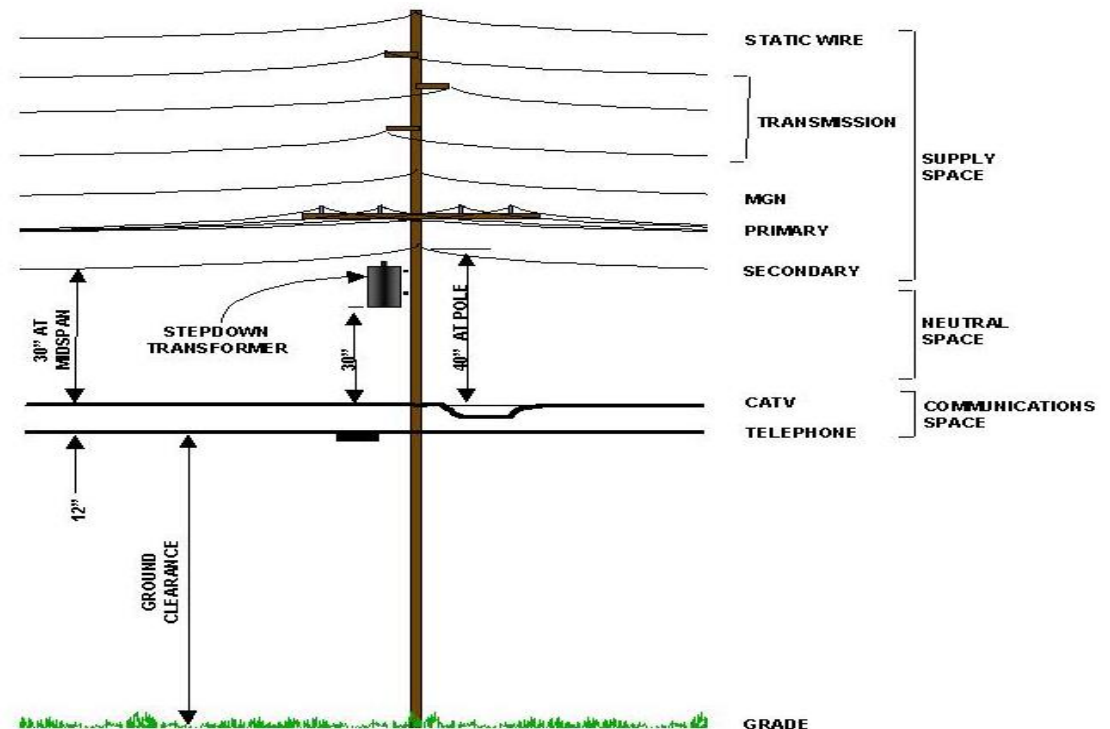 STATIC WIRE
TRANSMISSION
SUPPLY
SPACE
MGN
PRIMARY
SECONDARY
STEPDOWN
TRANSFORMER
30” AT
MIDSPAN
30”
40” AT POLE
NEUTRAL
SPACE
CATV
COMMUNICATIONS
SPACE
TELEPHONE
12”
GROUND
CLEARANCE
GRADE